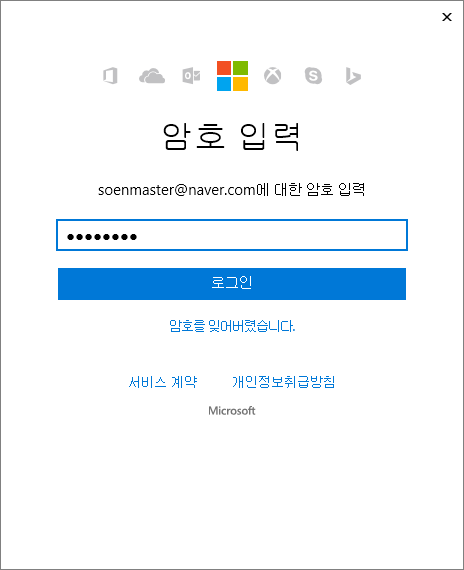 암호 입력
soenmaster@naver.com에 대한 암호 입력
●●●●●●●●
로그인
암호를 잊어버렸습니다.
서비스 계약 개인정보취급방침
Microsoft